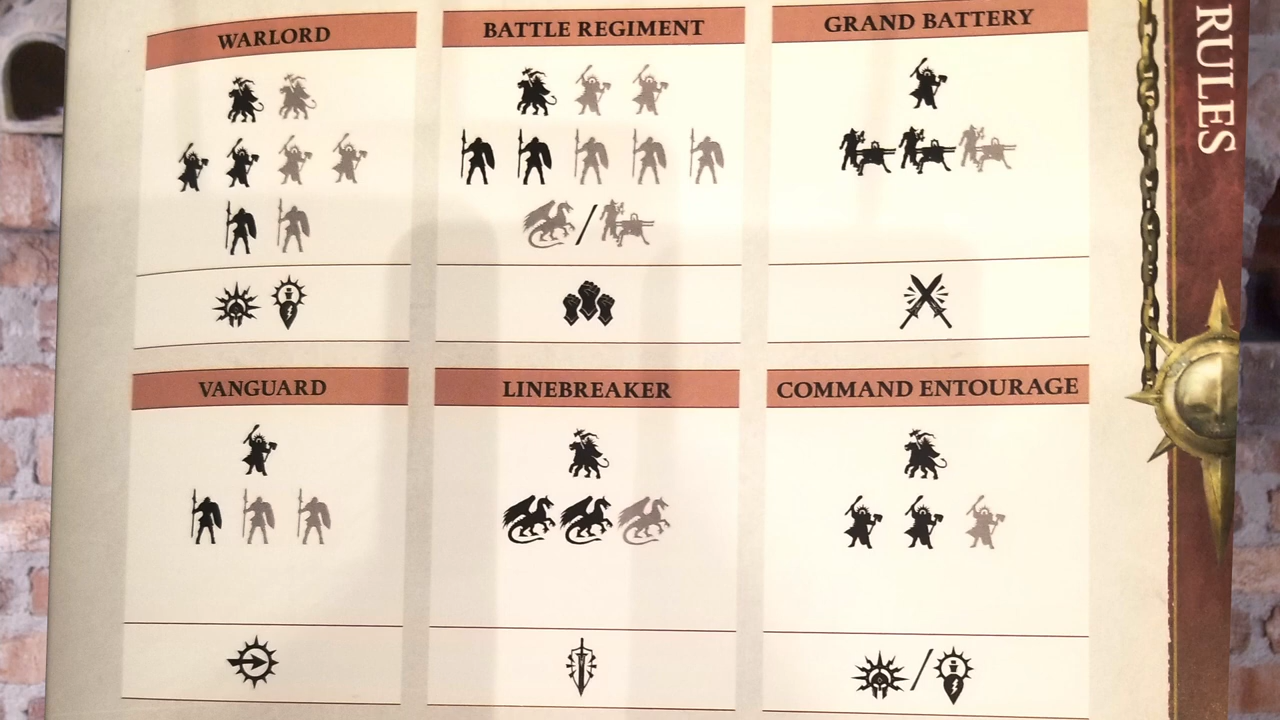 WARLORD
BATTLE REGIMENT
GRAND BATTERY
/
VANGUARD
LINEBREAKER
COMMAND ENTOURAGE
/
RULES